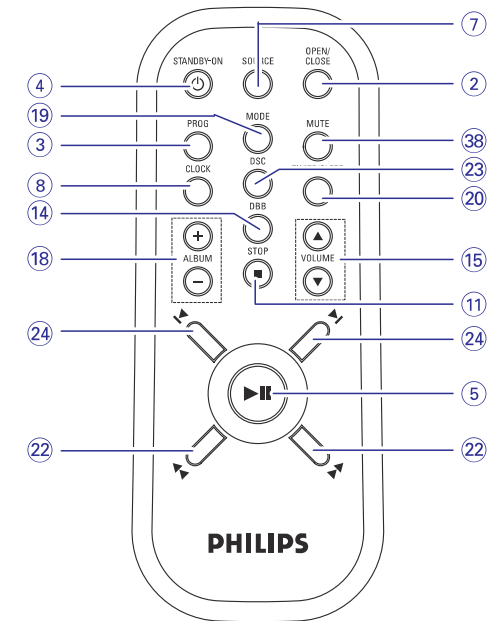 7
STANDBY-ON SOURCE OPEN/
CLOSE
4 2
19 MODE
PROG MUTE
3 38
DSC 23
CLOCK
8 20
14 DBB
18 ALBUM STOP VOLUME 15
11
24 24
5
22 22
PHILIPS